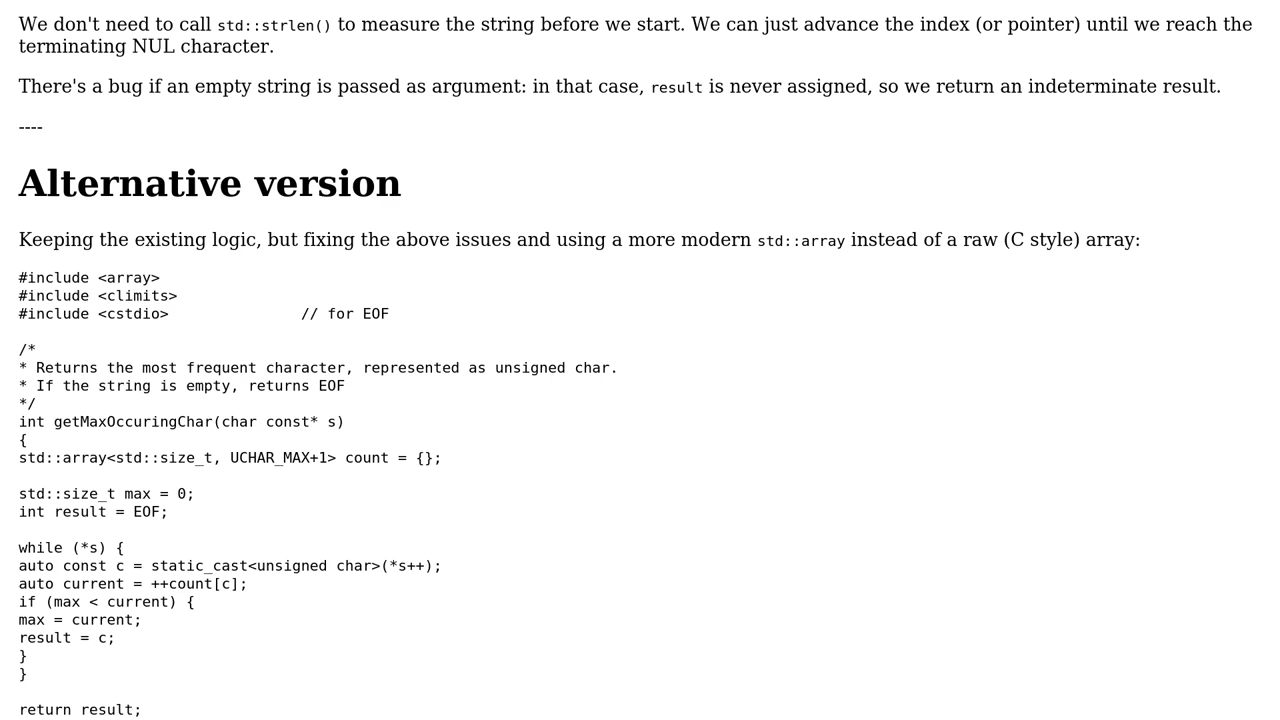 We don't need to call std::strlen() to measure the string before we start. We can just advance the index (or pointer) until we reach the
terminating NUL character.
There's a bug if an empty string is passed as argument: in that case, result is never assigned, so we return an indeterminate result.
----
Alternative version
Keeping the existing logic, but fixing the above issues and using a more modern std::array instead of a raw (C style) array:
#include <array>
#include <climits>
#include <cstdio>               // for EOF
/*
* Returns the most frequent character, represented as unsigned char.
* If the string is empty, returns EOF
*/
int getMaxOccuringChar(char const* s)
{
std::array<std::size_t, UCHAR_MAX+1> count = {};
std::size_t max = 0;
int result = EOF;
while (*s) {
auto const c = static_cast<unsigned char>(*s++);
auto current = ++count[c];
if (max < current) {
max = current;
result = c;
}
}
return result;